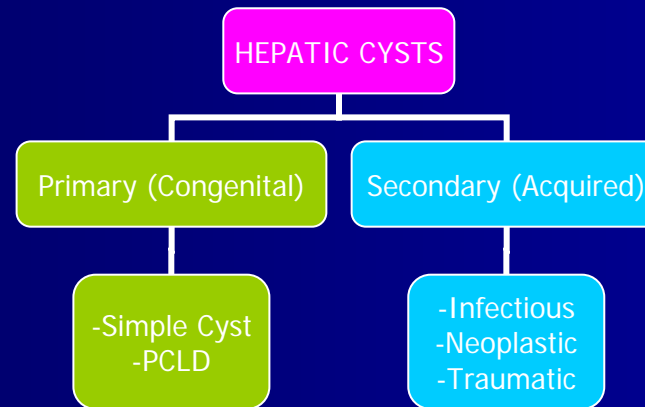 HEPATIC CYSTS
Primary (Congenital)
Secondary (Acquired)
-Simple Cyst
-PCLD
-Infectious
-Neoplastic
-Traumatic